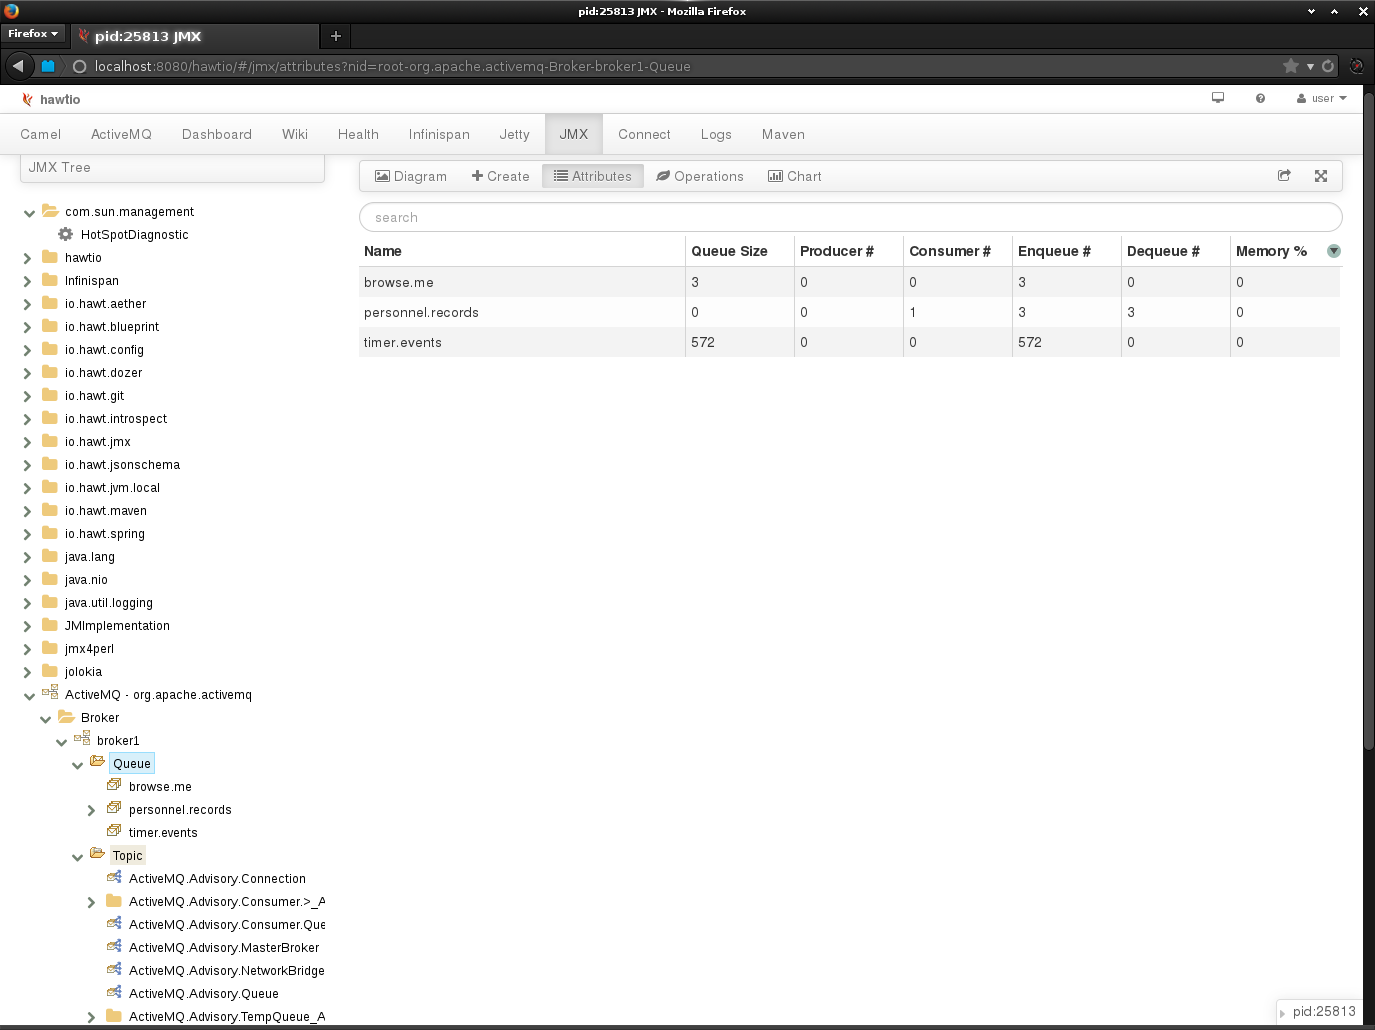 pid:25813 JMX - Mozilla Firefox
Firefox
pid:25813 JMX
localhost:8080/hawtio/#/jmx/attributes?nid=root-org.apache.activemq-Broker-broker1-Queue
hawtio
user
Camel ActiveMQ Dashboard Wiki Health Infinispan Jetty JMX Connect Logs Maven
JMX Tree
Diagram Create Attributes Operations Chart
search
Name Queue Size Producer # Consumer # Enqueue # Dequeue # Memory %
browse.me 3 0 0 3 0 0
personnel.records 0 0 1 3 3 0
timer.events 572 0 0 572 0 0
com.sun.management
HotSpotDiagnostic
hawtio
Infinispan
io.hawt.aether
io.hawt.blueprint
io.hawt.config
io.hawt.dozer
io.hawt.git
io.hawt.introspect
io.hawt.jmx
io.hawt.jsonschema
io.hawt.jvm.local
io.hawt.maven
io.hawt.spring
java.lang
java.nio
java.util.logging
JMImplementation
jmx4perl
jolokia
ActiveMQ - org.apache.activemq
Broker
broker1
Queue
browse.me
personnel.records
timer.events
Topic
ActiveMQ.Advisory.Connection
ActiveMQ.Advisory.Consumer.>_A
ActiveMQ.Advisory.Consumer.Que
ActiveMQ.Advisory.MasterBroker
ActiveMQ.Advisory.NetworkBridge
ActiveMQ.Advisory.Queue
ActiveMQ.Advisory.TempQueue_A
pid:25813